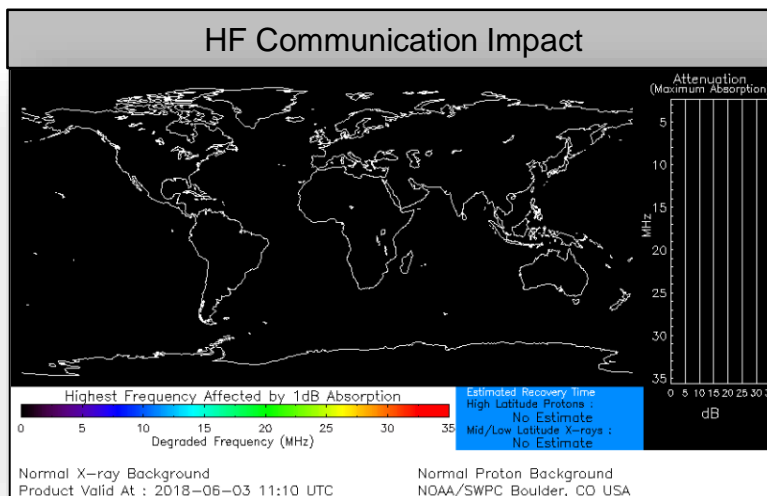 HF Communication Impact
Attenuation
(Maximum Absorption
5
10
15
20
25
30
35
MHz
0 5 10 15 20 25 30
dB
Highest Frequency Affected by 1dB Absorption
0 5 10 15 20 25 30 35
Degraded Frequency (MHz)
Estimated Recovery Time
High Latitude Protons :
No Estimate
Mid/Low Latitude X-rays :
No Estimate
Normal X-ray Background
Normal Proton Background
Product Valid At : 2018-06-03 11:10 UTC
NOAA/SWPC Boulder, CO USA